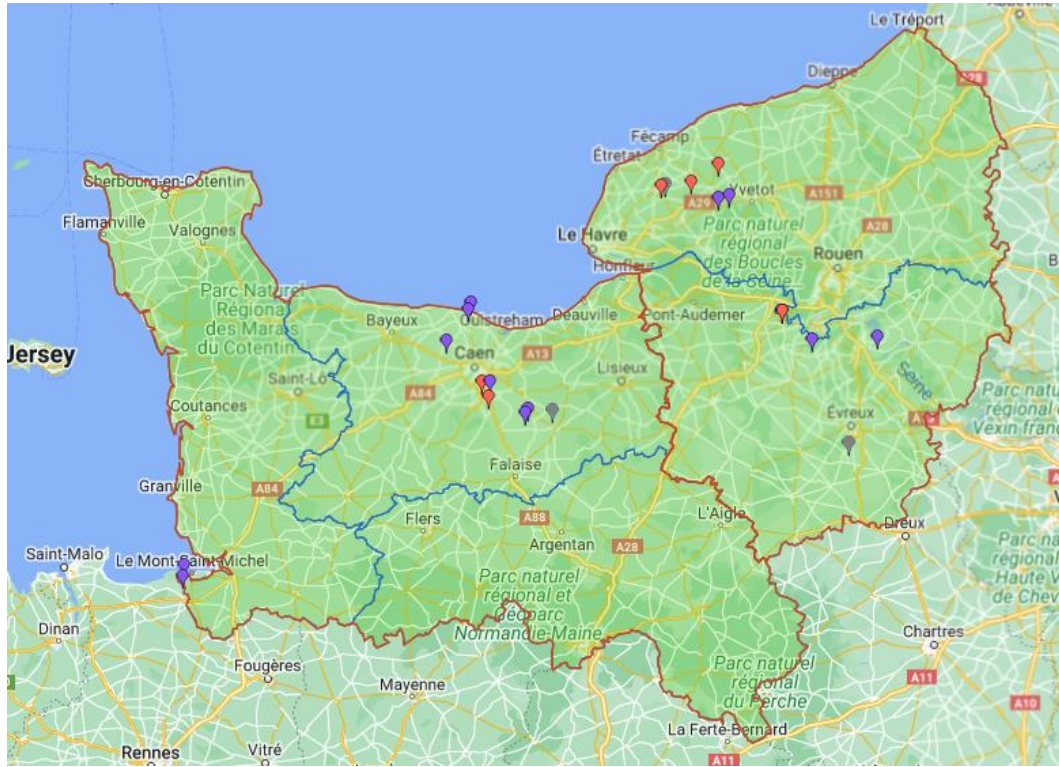 Le Tréport
Dieppe
A28
Fécamp
Étretat
Cherbourg-en-Cotentin
Yvetot
A151
A29
Flamanville
Valognes
Parc naturel
régional
des Boucles
de la Seine
A28
Le Havre
Rouen
Honfleur
Parc Naturel
Régional
des Marais
du Cotentin
Ouistreham
Deauville
Pont-Audemer
Bayeux
Jersey
Caen
A13
Lisieux
Saint-Lô
A84
Seine
Parc naturel
régional
Vexin franc
E3
Coutances
Évreux
Falaise
Granville
A84
A88
L'Aigle
Flers
Dreux
Argentan
A28
Saint-Malo
Le Mont-Saint-Michel
Parc naturel
régional et
géoparc
Normandie-Maine
Parc na
régional
Haute V
de Chev
Dinan
Chartres
Fougères
Parc naturel
régional
du Perche
Mayenne
A11
A10
La Ferté-Bernard
Rennes
Vitré
A11